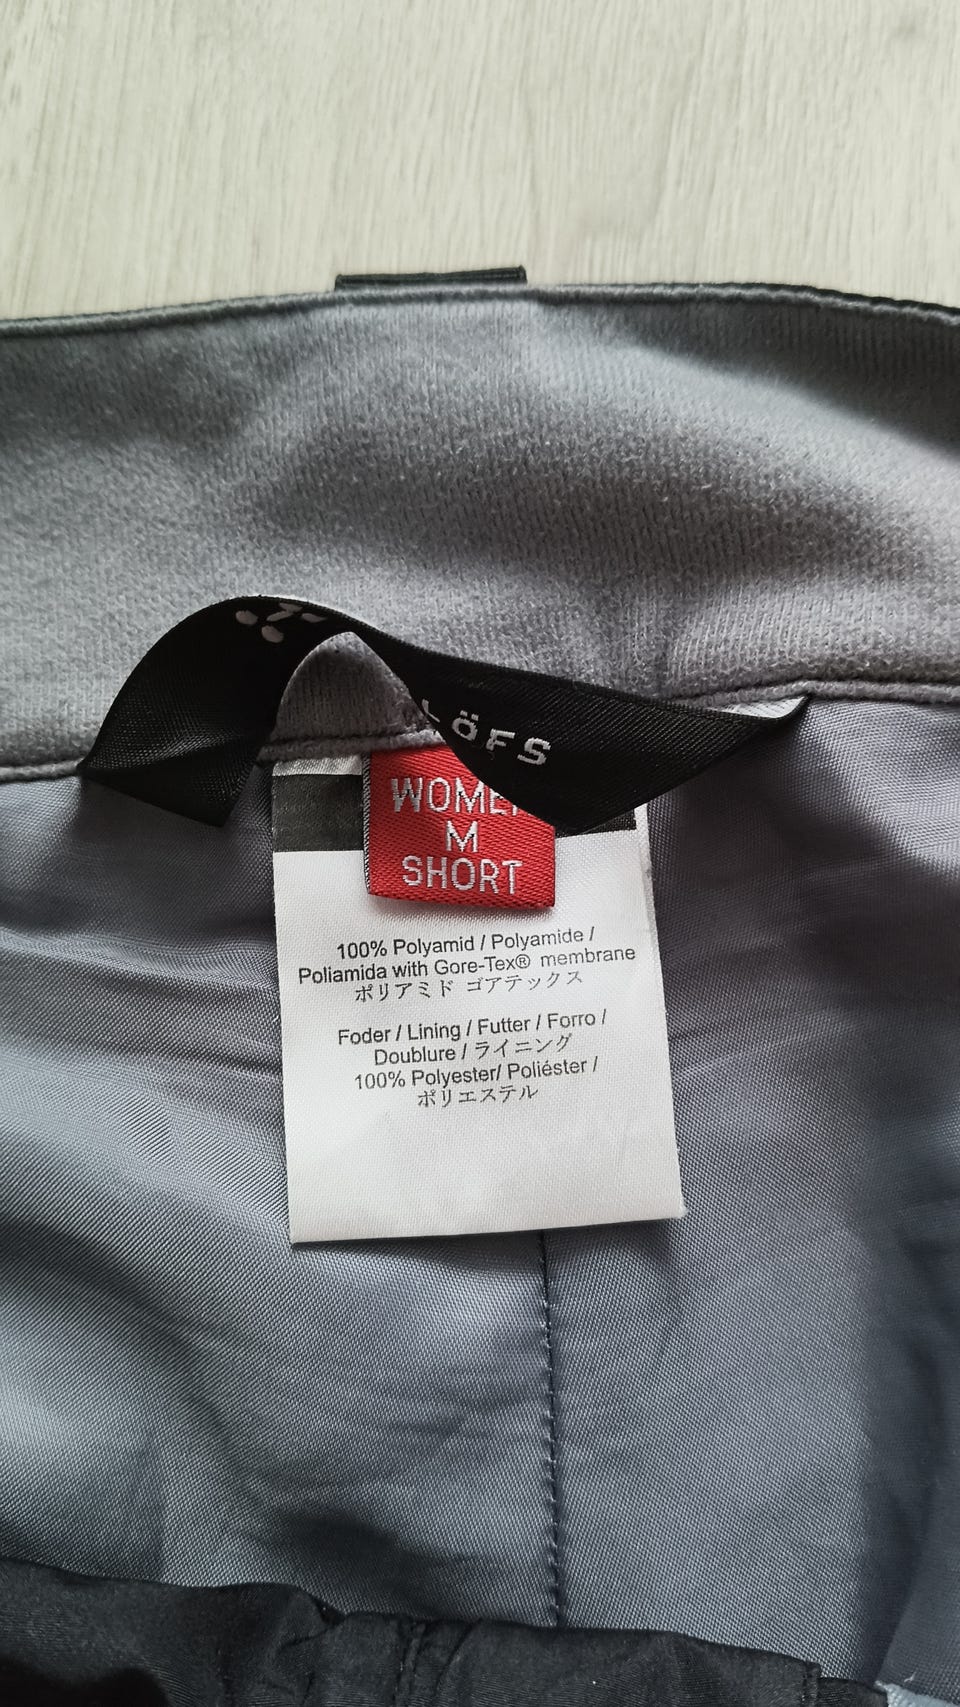 LÖFS
WOMEN
M
SHORT
100% Polyamid / Polyamide /
Poliamida with Gore-Tex® membrane
ポリアミド ゴアテックス
Foder / Lining / Futter / Forro /
Doublure / ライニング
100% Polyester/ Poliéster /
ポリエステル